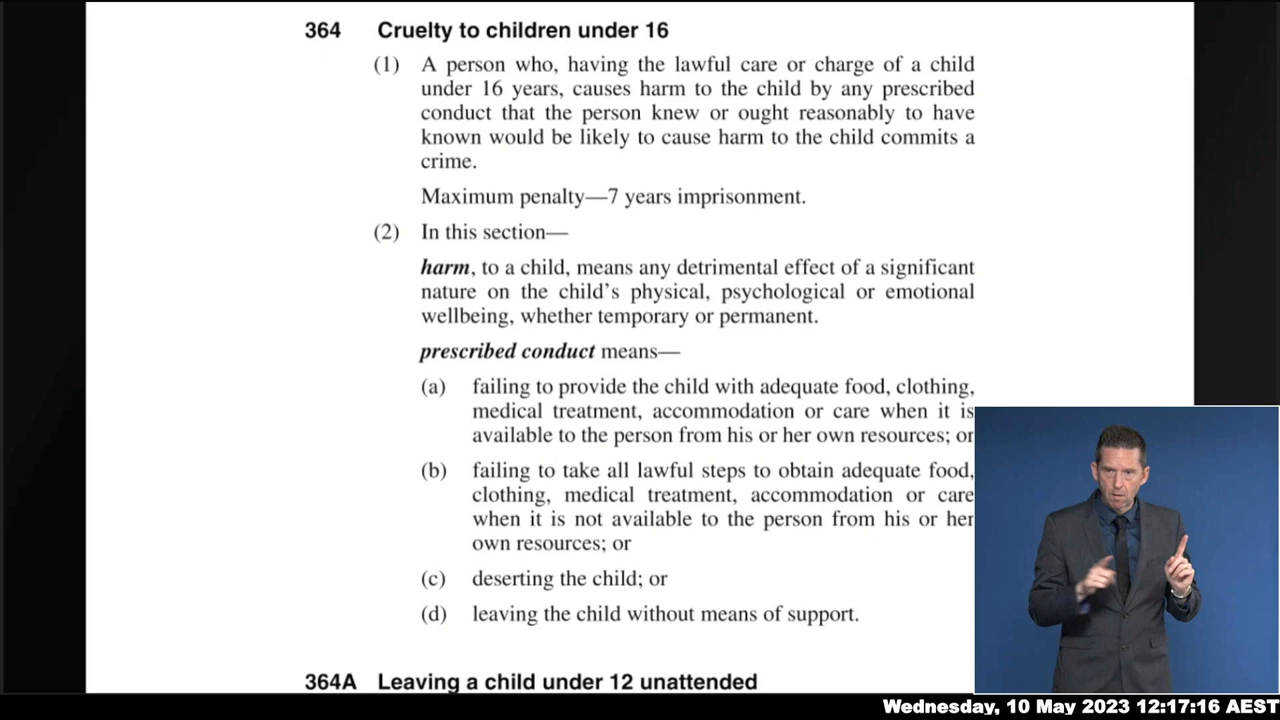 364 Cruelty to children under 16
(1) A person who, having the lawful care or charge of a child
under 16 years, causes harm to the child by any prescribed
conduct that the person knew or ought reasonably to have
known would be likely to cause harm to the child commits a
crime.
Maximum penalty—7 years imprisonment.
(2) In this section—
harm, to a child, means any detrimental effect of a significant
nature on the child's physical, psychological or emotional
wellbeing, whether temporary or permanent.
prescribed conduct means—
(a) failing to provide the child with adequate food, clothing,
medical treatment, accommodation or care when it is
available to the person from his or her own resources; or
(b) failing to take all lawful steps to obtain adequate food,
clothing, medical treatment, accommodation or care
when it is not available to the person from his or her
own resources; or
(c) deserting the child; or
(d) leaving the child without means of support.
364A Leaving a child under 12 unattended
Wednesday, 10 May 2023 12:17:16 AEST